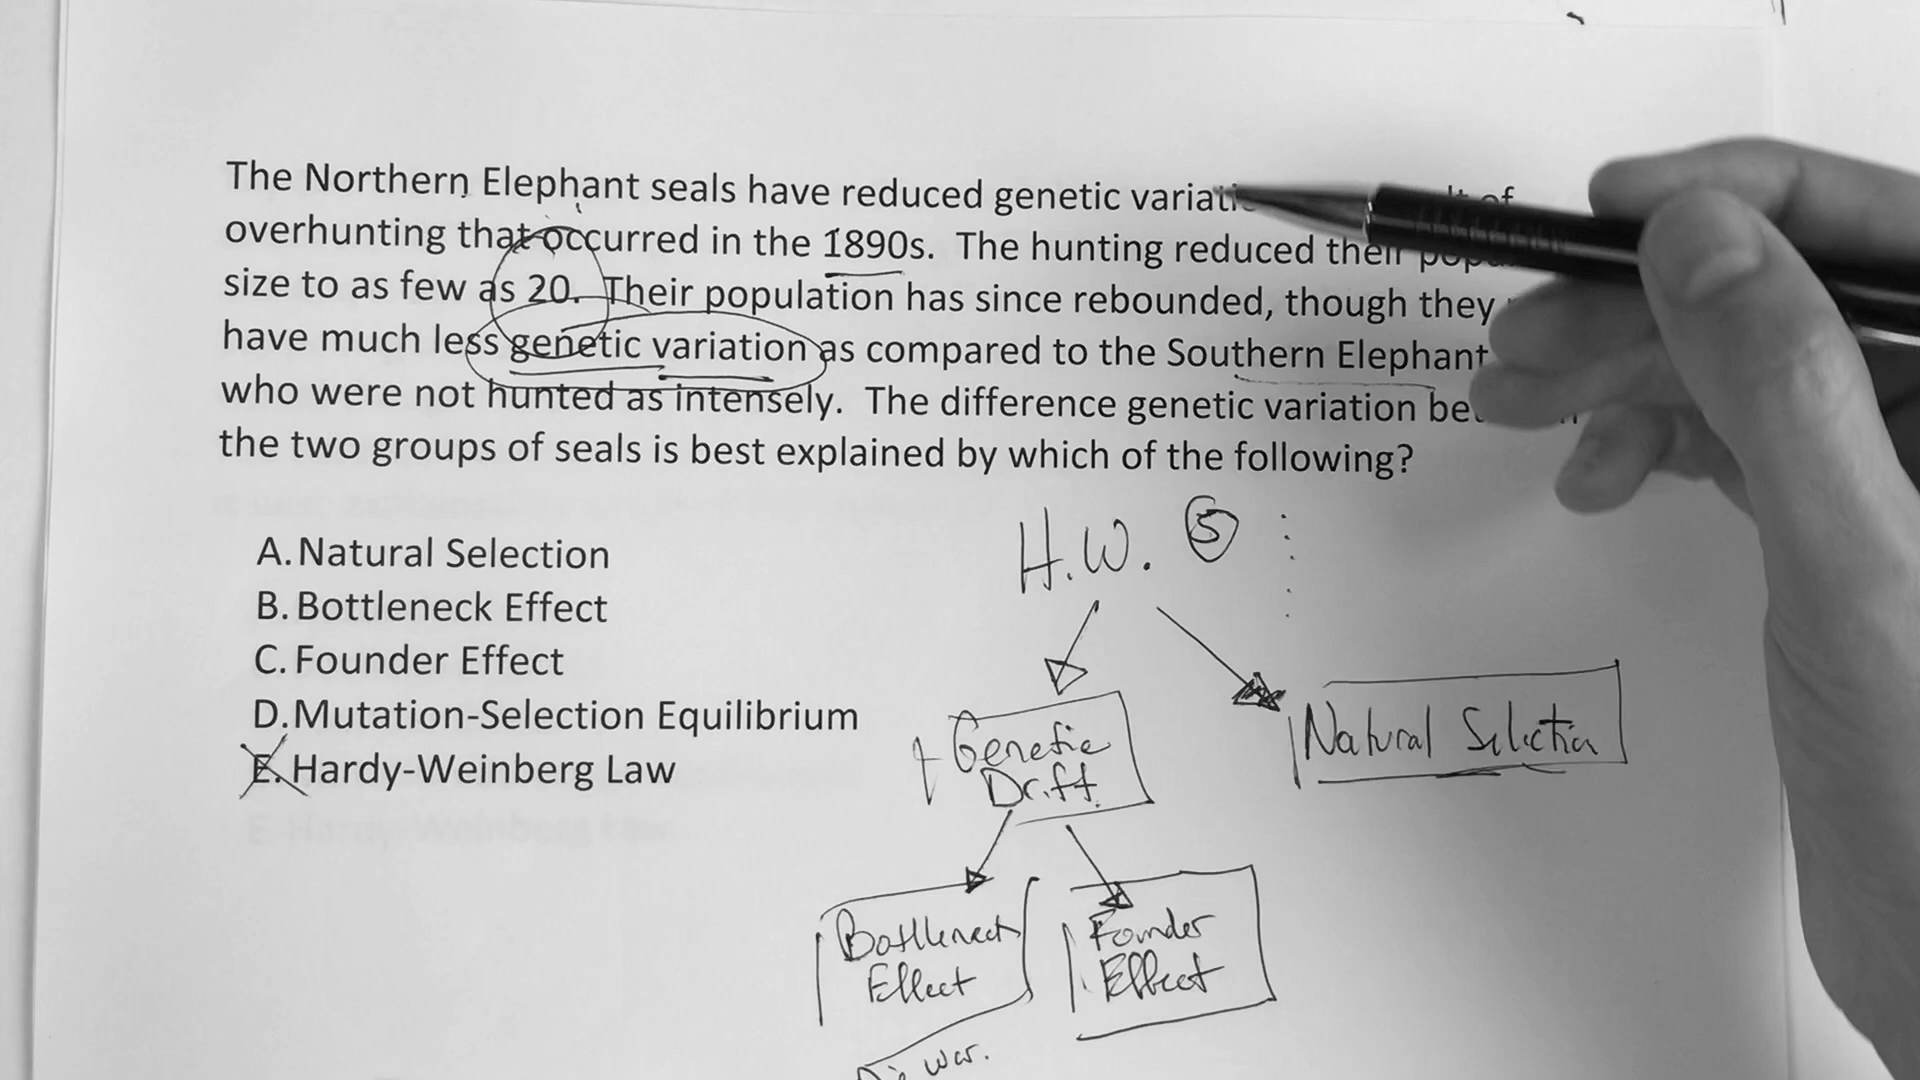 The Northern Elephant seals have reduced genetic of
overhunting that occurred in the 1890s. The hunting reduced their
size to as few as 20. Their population has since rebounded, though they
have much less genetic variation as compared to the Southern Elephant
who were not hunted as intensely. The difference genetic variation
the two groups of seals is best explained by which of the following?
H.W. 5
A. Natural Selection
B. Bottleneck Effect
C. Founder Effect
D. Mutation-Selection Equilibrium
E. Hardy-Weinberg Law
Natural Selection
Genetic
Drift
Bottleneck
Effect
Founder
Effect
war.